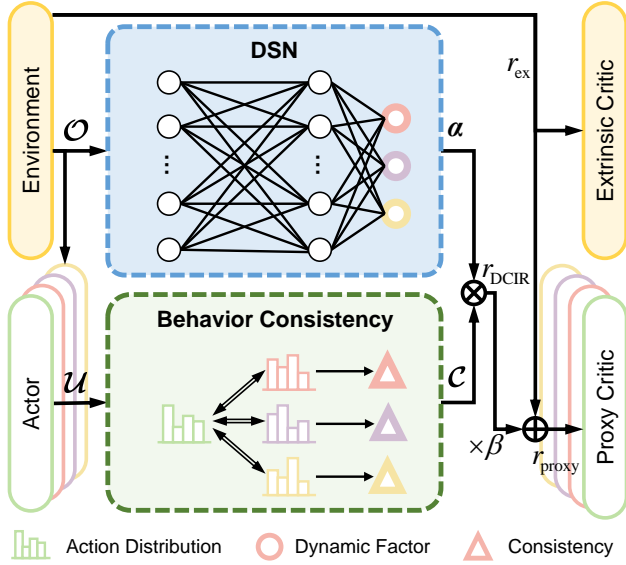 DSN
Environment
𝒪
...
...
α
r_ex
Extrinsic Critic
r_DCIR
Behavior Consistency
Actor
𝒰
𝒞
×β
r_proxy
Proxy Critic
Action Distribution
Dynamic Factor
Consistency